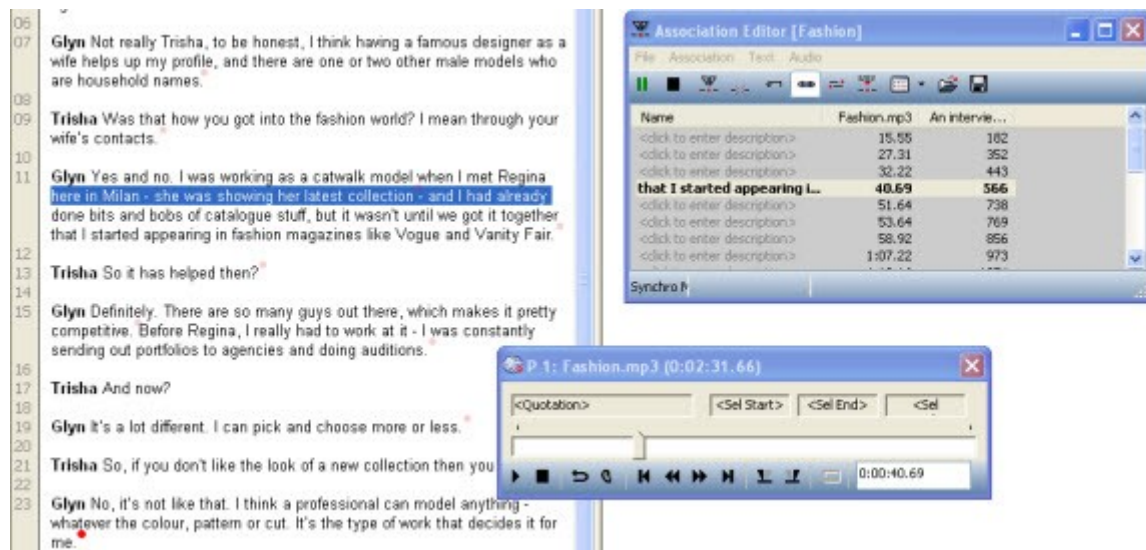 06
07 Glyn Not really Trisha, to be honest, I think having a famous designer as a
wife helps up my profile, and there are one or two other male models who
are household names.
08
09 Trisha Was that how you got into the fashion world? I mean through your
wife's contacts.
10
11 Glyn Yes and no. I was working as a catwalk model when I met Regina
here in Milan - she was showing her latest collection - and I had already
done bits and bobs of catalogue stuff, but it wasn't until we got it together
that I started appearing in fashion magazines like Vogue and Vanity Fair.
12
13 Trisha So it has helped then?
14
15 Glyn Definitely. There are so many guys out there, which makes it pretty
competitive. Before Regina, I really had to work at it - I was constantly
sending out portfolios to agencies and doing auditions.
16
17 Trisha And now?
18
19 Glyn It's a lot different. I can pick and choose more or less.
20
21 Trisha So, if you don't like the look of a new collection then you
22
23 Glyn No, it's not like that. I think a professional can model anything -
whatever the colour, pattern or cut. It's the type of work that decides it for
me.
Association Editor [Fashion]
File Association Text Audio
Name Fashion.mp3 An intervie...
<click to enter description> 15.55 182
<click to enter description> 27.31 352
<click to enter description> 32.22 443
that I started appearing i... 40.69 566
<click to enter description> 51.64 738
<click to enter description> 53.64 769
<click to enter description> 58.92 856
<click to enter description> 1:07.22 973
Synchro M
P 1: Fashion.mp3 (0:02:31.66)
<Quotation> <Sel Start> <Sel End> <Sel
0:00:40.69